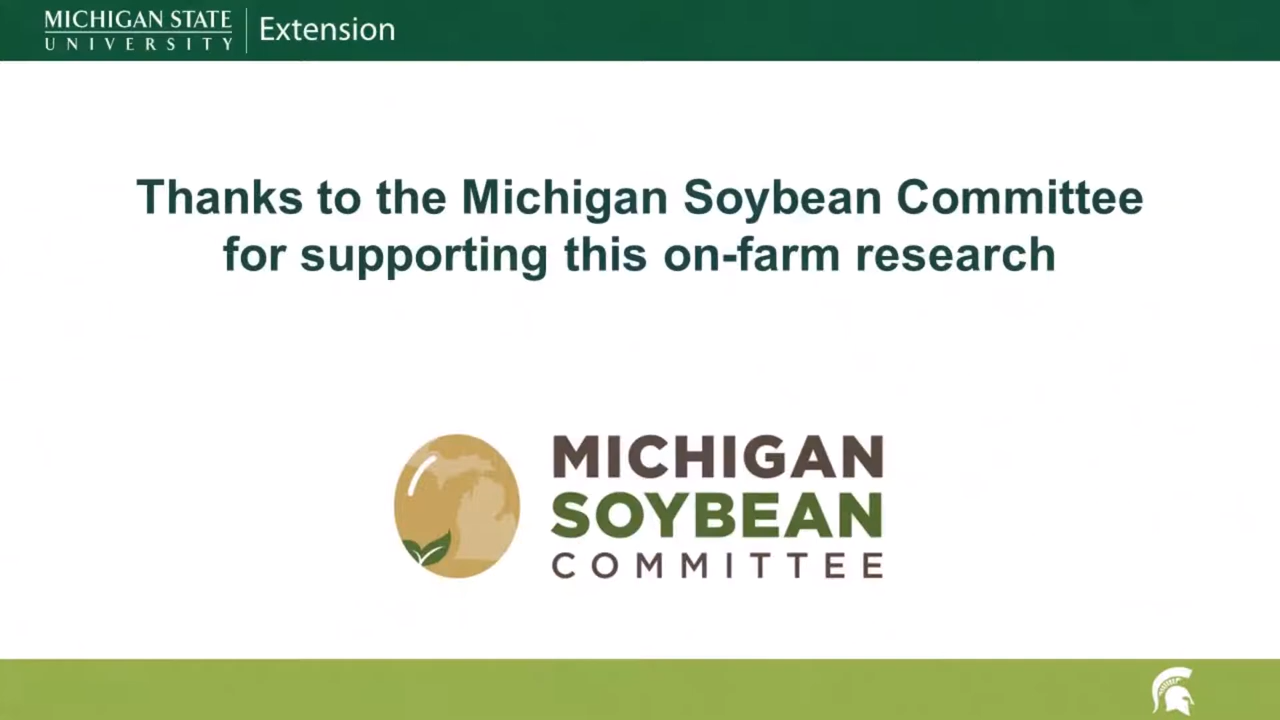 MICHIGAN STATE
UNIVERSITY
Extension
Thanks to the Michigan Soybean Committee
for supporting this on-farm research
MICHIGAN
SOYBEAN
COMMITTEE